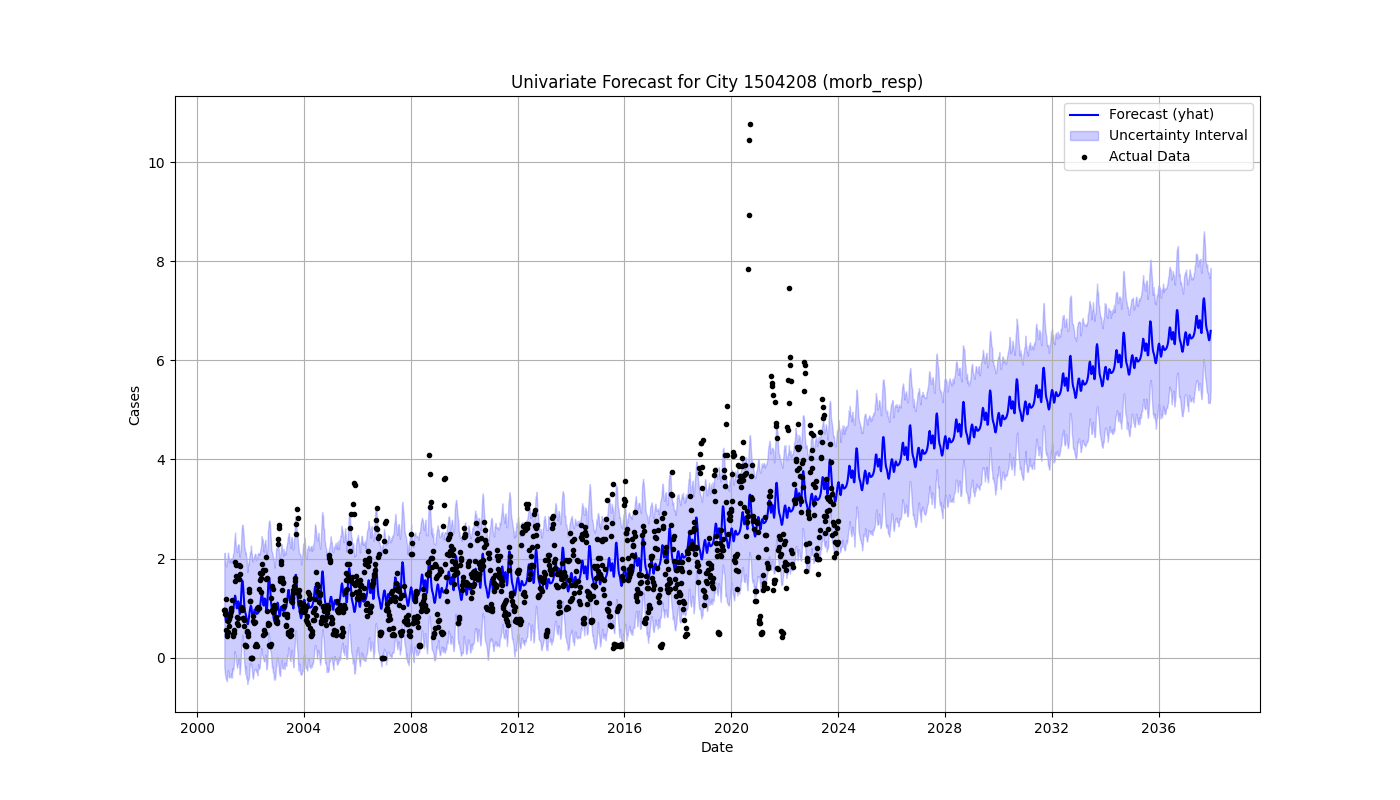 Univariate Forecast for City 1504208 (morb_resp)
Forecast (yhat)
Uncertainty Interval
Actual Data
Cases
10
8
6
4
2
0
2000 2004 2008 2012 2016 2020 2024 2028 2032 2036
Date